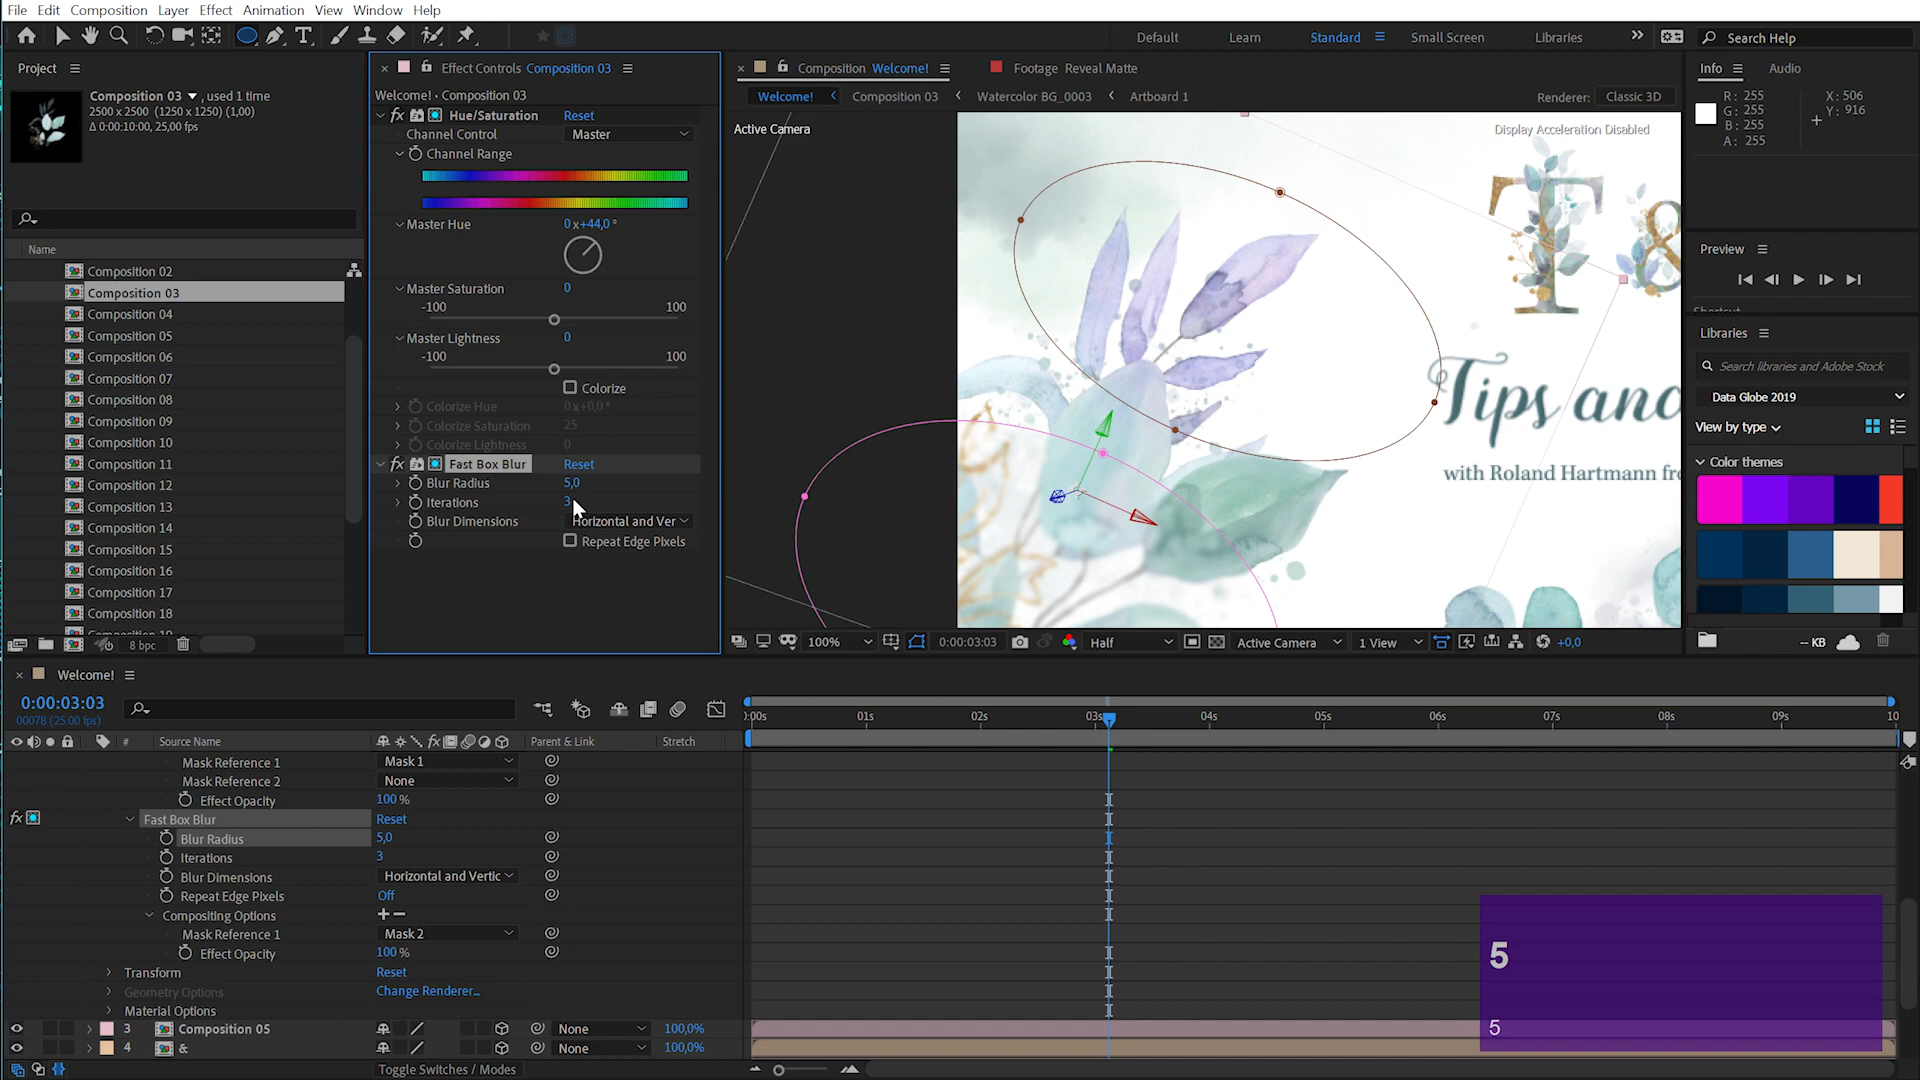 File Edit Composition Layer Effect Animation View Window Help
Default Learn Standard Small Screen Libraries Search Help
Project
Composition 03 , used 1 time
2500 x 2500 (1250 x 1250) (1,00)
Δ 0:00:10:00, 25,00 fps
Name
Composition 02
Composition 03
Composition 04
Composition 05
Composition 06
Composition 07
Composition 08
Composition 09
Composition 10
Composition 11
Composition 12
Composition 13
Composition 14
Composition 15
Composition 16
Composition 17
Composition 18
8 bpc
Effect Controls Composition 03
Welcome! • Composition 03
fx Hue/Saturation Reset
Channel Control Master
Channel Range
Master Hue 0x+44,0°
Master Saturation 0
-100 100
Master Lightness 0
-100 100
Colorize
Colorize Hue 0x+0,0°
Colorize Saturation 25
Colorize Lightness 0
fx Fast Box Blur Reset
Blur Radius 5,0
Iterations 3
Blur Dimensions Horizontal and Ver
Repeat Edge Pixels
Composition Welcome! Footage Reveal Matte
Welcome! Composition 03 Watercolor BG_0003 Artboard 1
Renderer: Classic 3D
Active Camera
Display Acceleration Disabled
T &
Tips and
with Roland Hartmann fr
100% 0:00:03:03 Half Active Camera 1 View +0,0
Info Audio
R: 255
G: 255
B: 255
A: 255
X: 506
Y: 916
Preview
Libraries
Search libraries and Adobe Stock
Data Globe 2019
View by type
Color themes
-- KB
Welcome!
0:00:03:03
00078 (25.00 fps)
# Source Name fx Parent & Link Stretch
:00s 01s 02s 03s 04s 05s 06s 07s 08s 09s 10
Mask Reference 1 Mask 1
Mask Reference 2 None
Effect Opacity 100 %
fx Fast Box Blur Reset
Blur Radius 5,0
Iterations 3
Blur Dimensions Horizontal and Vertic
Repeat Edge Pixels Off
Compositing Options
Mask Reference 1 Mask 2
Effect Opacity 100 %
Transform Reset
Geometry Options Change Renderer...
Material Options
3 Composition 05 None 100,0%
4 & None 100,0%
Toggle Switches / Modes
5
5